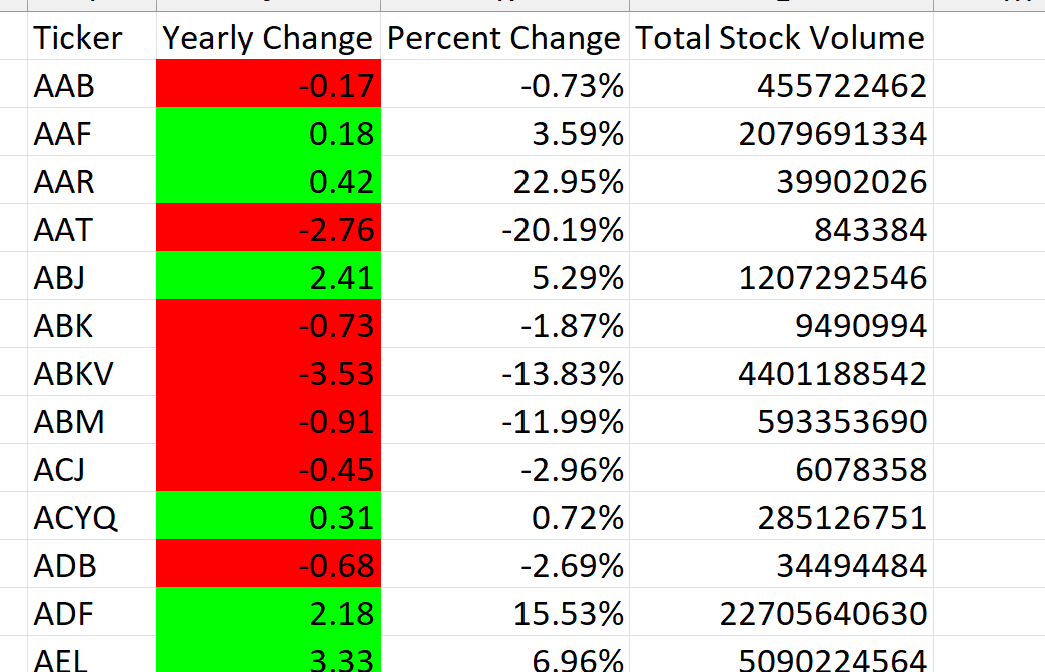 Ticker Yearly Change Percent Change Total Stock Volume
AAB -0.17 -0.73% 455722462
AAF 0.18 3.59% 2079691334
AAR 0.42 22.95% 39902026
AAT -2.76 -20.19% 843384
ABJ 2.41 5.29% 1207292546
ABK -0.73 -1.87% 9490994
ABKV -3.53 -13.83% 4401188542
ABM -0.91 -11.99% 593353690
ACJ -0.45 -2.96% 6078358
ACYQ 0.31 0.72% 285126751
ADB -0.68 -2.69% 34494484
ADF 2.18 15.53% 22705640630
AEL 3.33 6.96% 5090224564